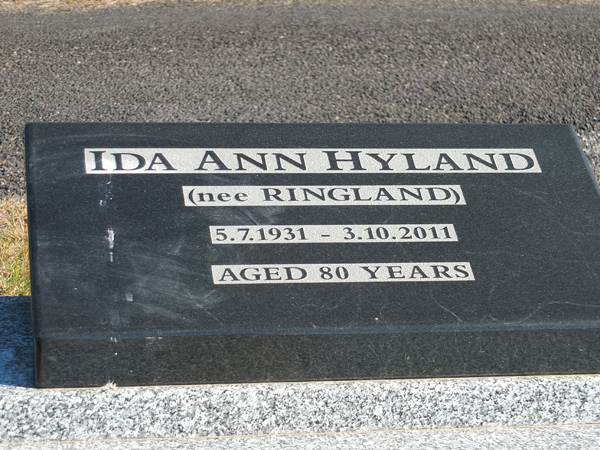 IDA ANN HYLAND
(nee RINGLAND)
5.7.1931 - 3.10.2011
AGED 80 YEARS